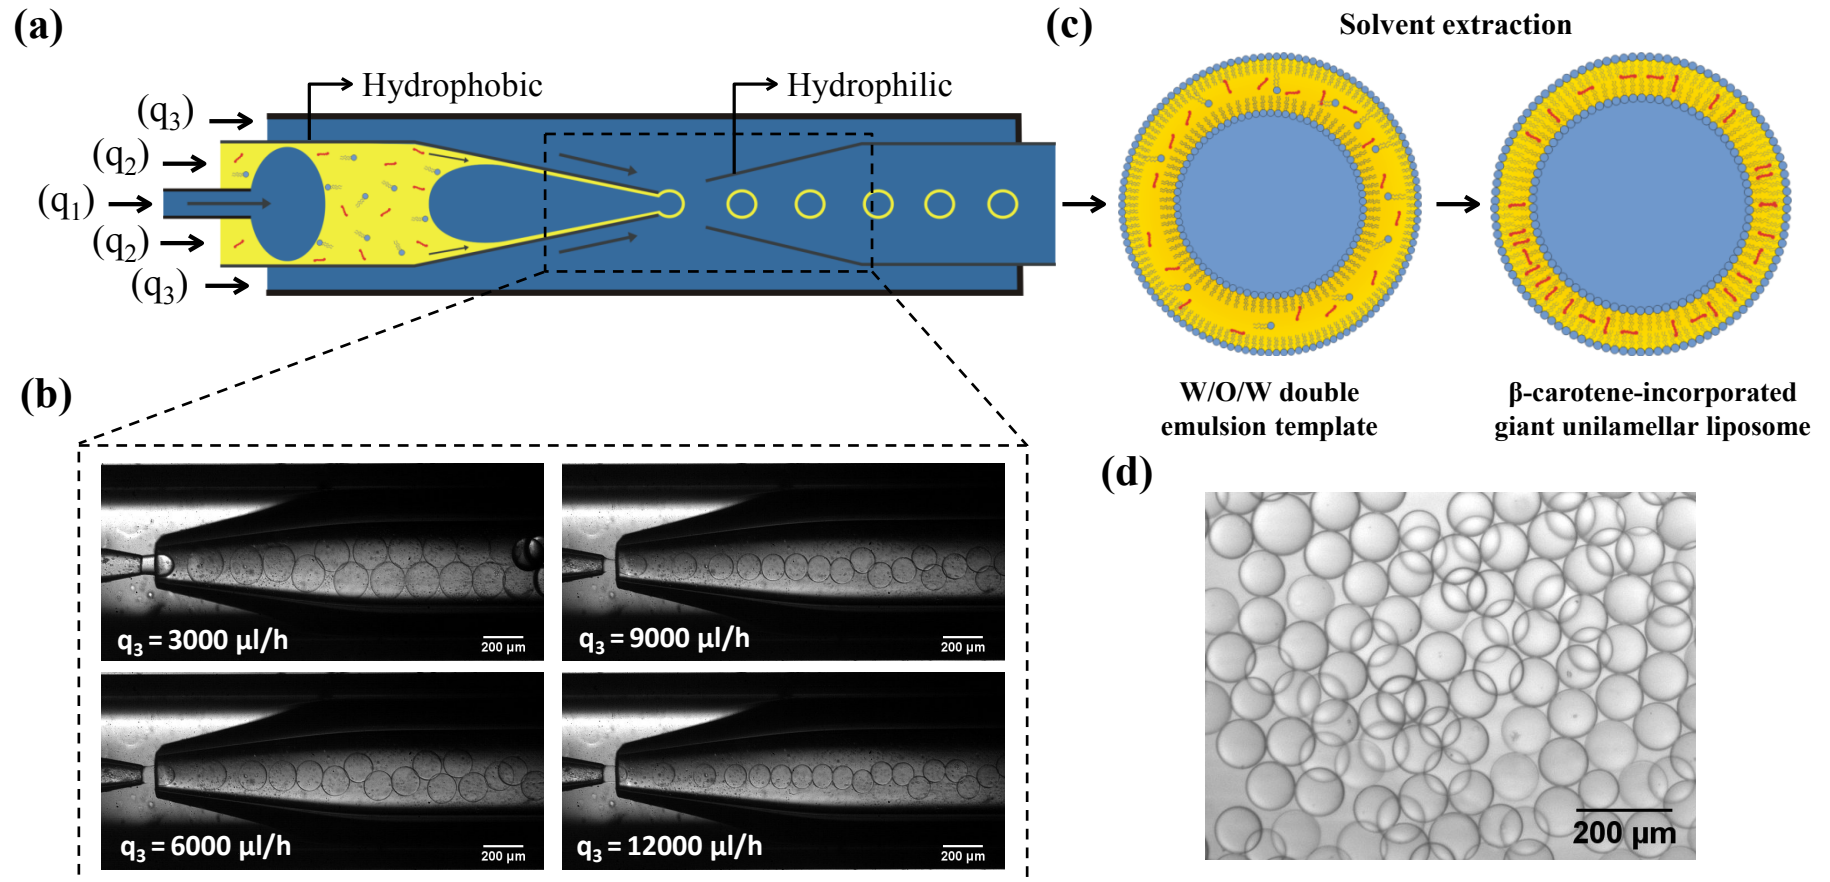 (a)
Hydrophobic
Hydrophilic
(q3)
(q2)
(q1)
(q2)
(q3)
(b)
q3 = 3000 µl/h
200 µm
q3 = 9000 µl/h
200 µm
q3 = 6000 µl/h
200 µm
q3 = 12000 µl/h
200 µm
(c)
Solvent extraction
W/O/W double
emulsion template
β-carotene-incorporated
giant unilamellar liposome
(d)
200 µm